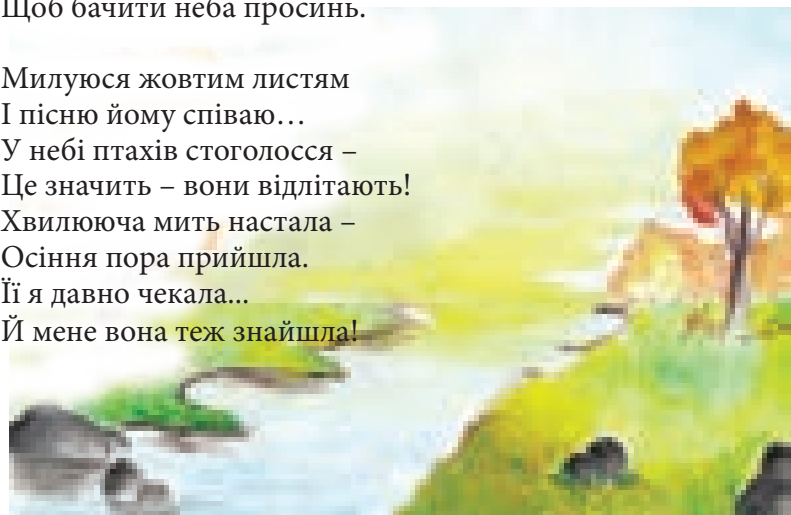 Щоб бачити неба просинь.
Милуюся жовтим листям
І пісню йому співаю…
У небі птахів стоголосся –
Це значить – вони відлітають!
Хвилююча мить настала –
Осіння пора прийшла.
Її я давно чекала...
Й мене вона теж знайшла!